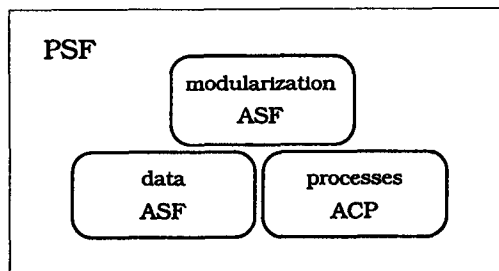 PSF
modularization
ASF
data
ASF
processes
ACP